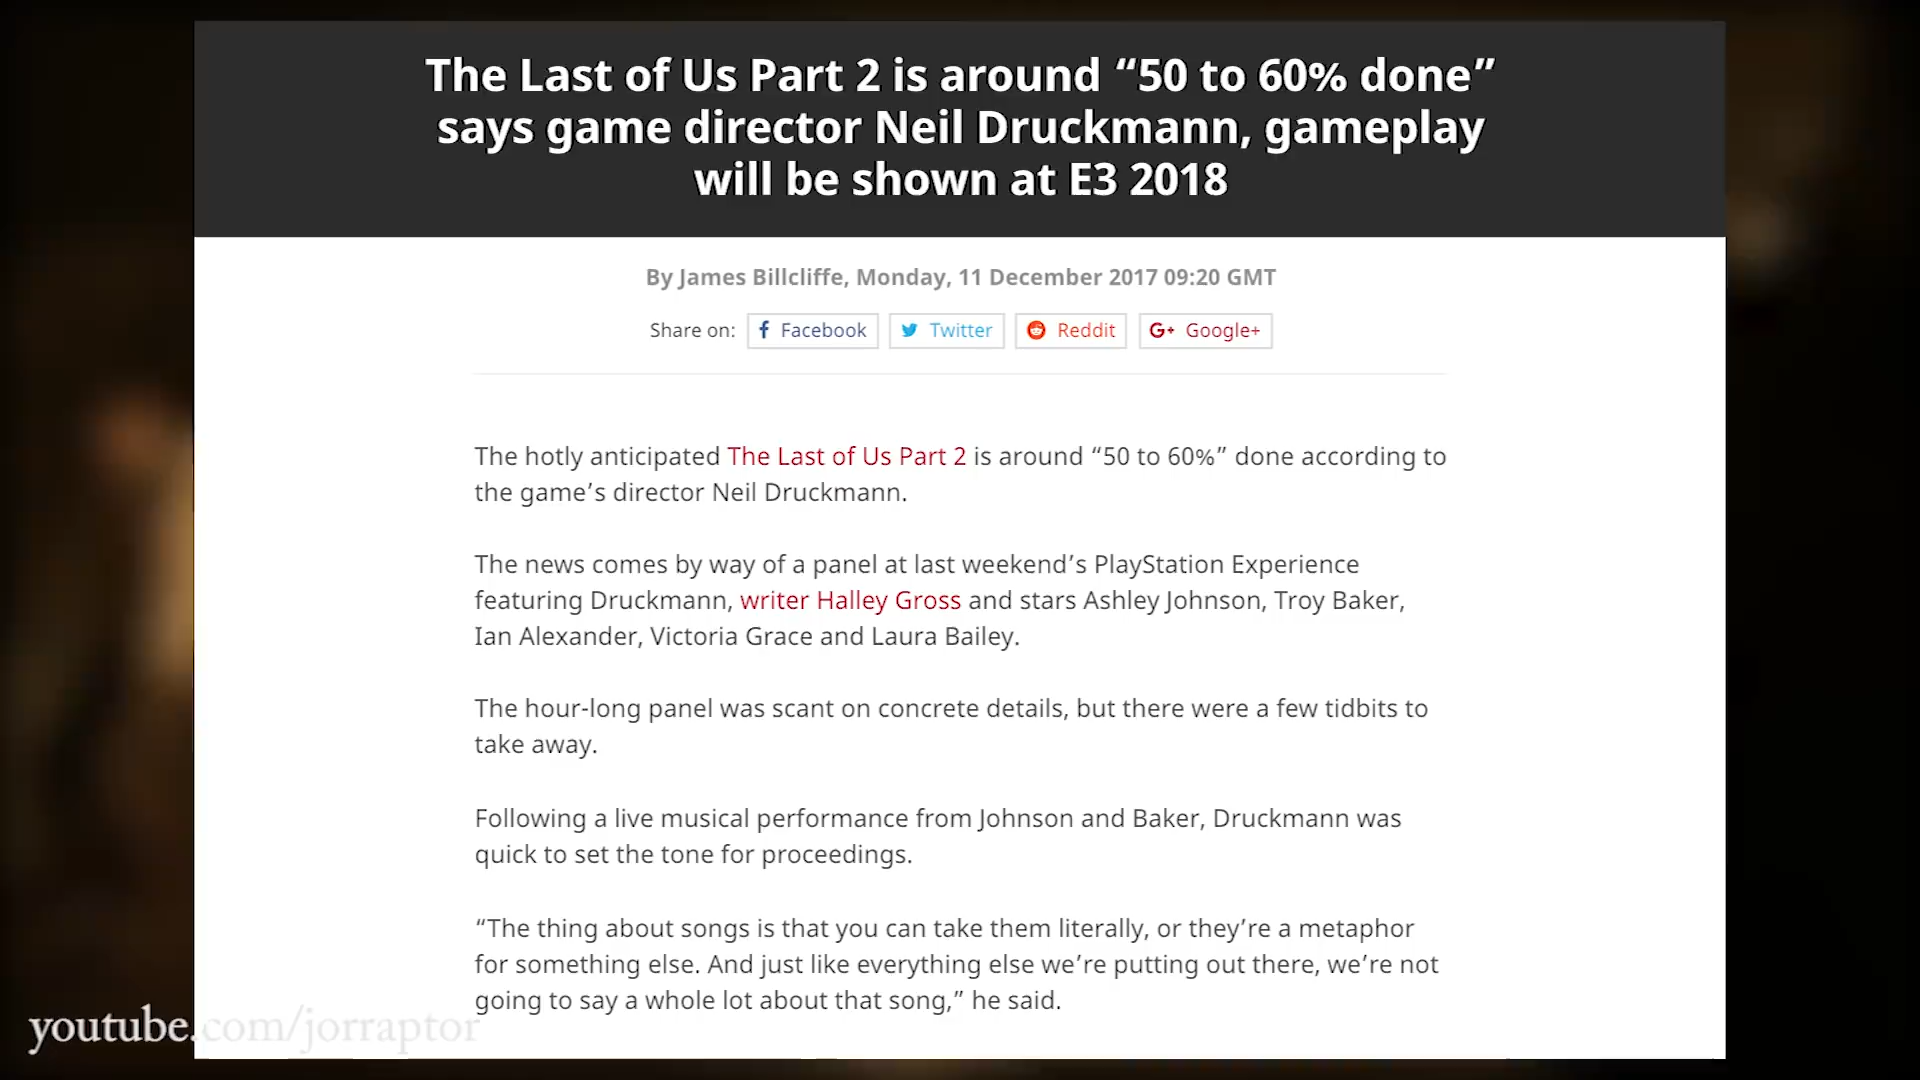 The Last of Us Part 2 is around “50 to 60% done”
says game director Neil Druckmann, gameplay
will be shown at E3 2018
By James Billcliffe, Monday, 11 December 2017 09:20 GMT
Share on: Facebook Twitter Reddit G+ Google+
The hotly anticipated The Last of Us Part 2 is around “50 to 60%” done according to
the game’s director Neil Druckmann.
The news comes by way of a panel at last weekend’s PlayStation Experience
featuring Druckmann, writer Halley Gross and stars Ashley Johnson, Troy Baker,
Ian Alexander, Victoria Grace and Laura Bailey.
The hour-long panel was scant on concrete details, but there were a few tidbits to
take away.
Following a live musical performance from Johnson and Baker, Druckmann was
quick to set the tone for proceedings.
“The thing about songs is that you can take them literally, or they’re a metaphor
for something else. And just like everything else we’re putting out there, we’re not
going to say a whole lot about that song,” he said.
youtube.com/jorraptor